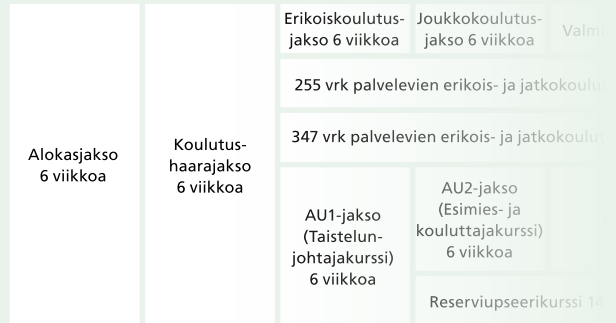 Alokasjakso
6 viikkoa
Koulutus-
haarajakso
6 viikkoa
Erikoiskoulutus-
jakso 6 viikkoa
Joukkokoulutus-
jakso 6 viikkoa
255 vrk palvelevien erikois- ja
347 vrk palvelevien erikois- ja
AU1-jakso
(Taistelun-
johtajakurssi)
6 viikkoa
AU2-jakso
(Esimies- ja
kouluttajakurssi)
6 viikkoa
Reserviupseerikurssi